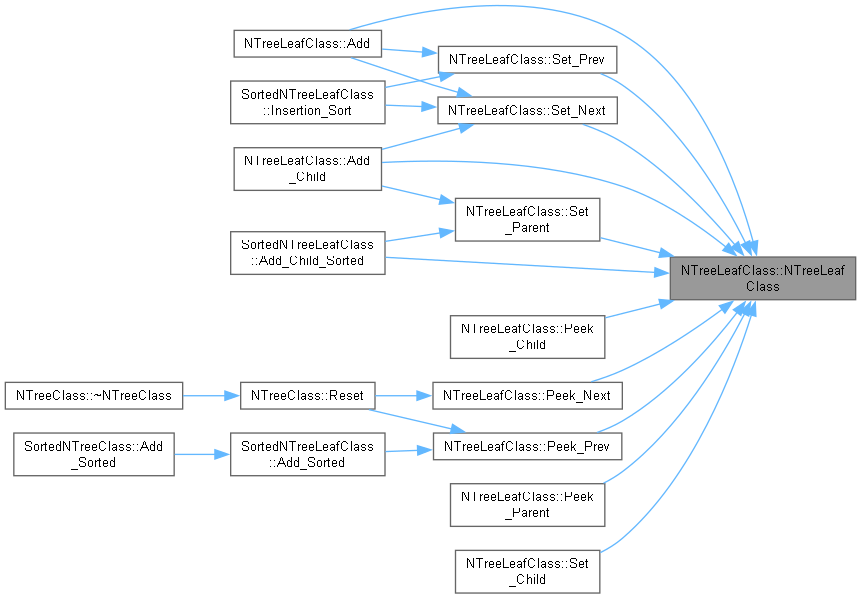 NTreeLeafClass::Add
NTreeLeafClass::Set_Prev
SortedNTreeLeafClass
::Insertion_Sort
NTreeLeafClass::Set_Next
NTreeLeafClass::Add
_Child
NTreeLeafClass::Set
_Parent
SortedNTreeLeafClass
::Add_Child_Sorted
NTreeLeafClass::NTreeLeaf
Class
NTreeLeafClass::Peek
_Child
NTreeClass::~NTreeClass
NTreeClass::Reset
NTreeLeafClass::Peek_Next
SortedNTreeClass::Add
_Sorted
SortedNTreeLeafClass
::Add_Sorted
NTreeLeafClass::Peek_Prev
NTreeLeafClass::Peek
_Parent
NTreeLeafClass::Set
_Child